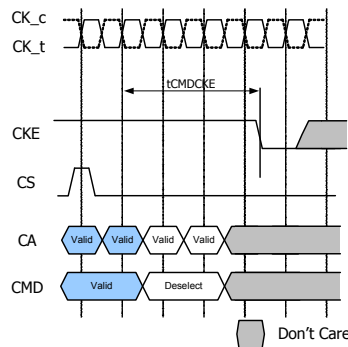 CK_c
CK_t
tCMDCKE
CKE
CS
CA Valid Valid Valid Valid
CMD Valid Deselect
Don't Care